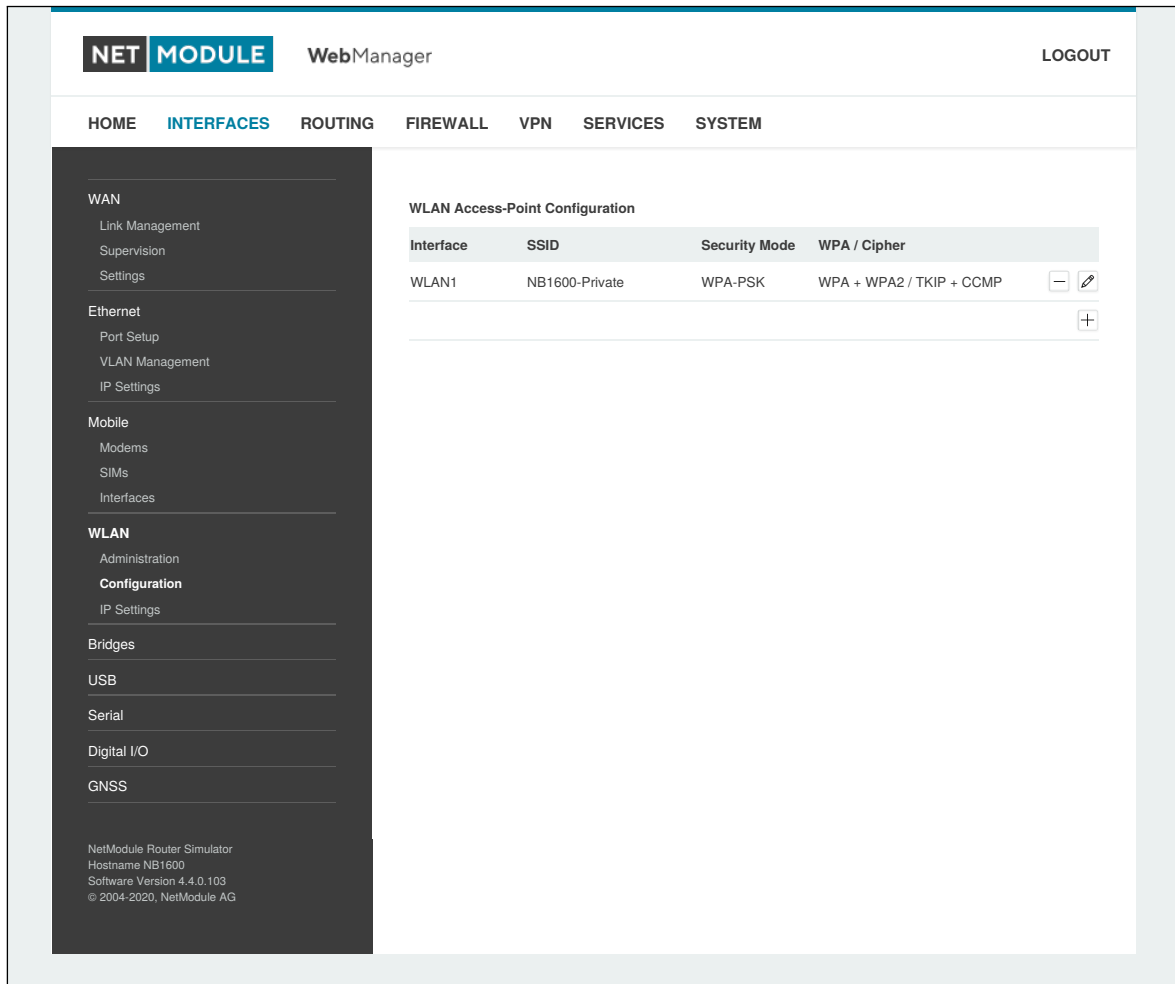 NET MODULE WebManager LOGOUT
HOME INTERFACES ROUTING FIREWALL VPN SERVICES SYSTEM
WAN
Link Management
Supervision
Settings
Ethernet
Port Setup
VLAN Management
IP Settings
Mobile
Modems
SIMs
Interfaces
WLAN
Administration
Configuration
IP Settings
Bridges
USB
Serial
Digital I/O
GNSS
NetModule Router Simulator
Hostname NB1600
Software Version 4.4.0.103
© 2004-2020, NetModule AG
WLAN Access-Point Configuration
Interface SSID Security Mode WPA / Cipher
WLAN1 NB1600-Private WPA-PSK WPA + WPA2 / TKIP + CCMP